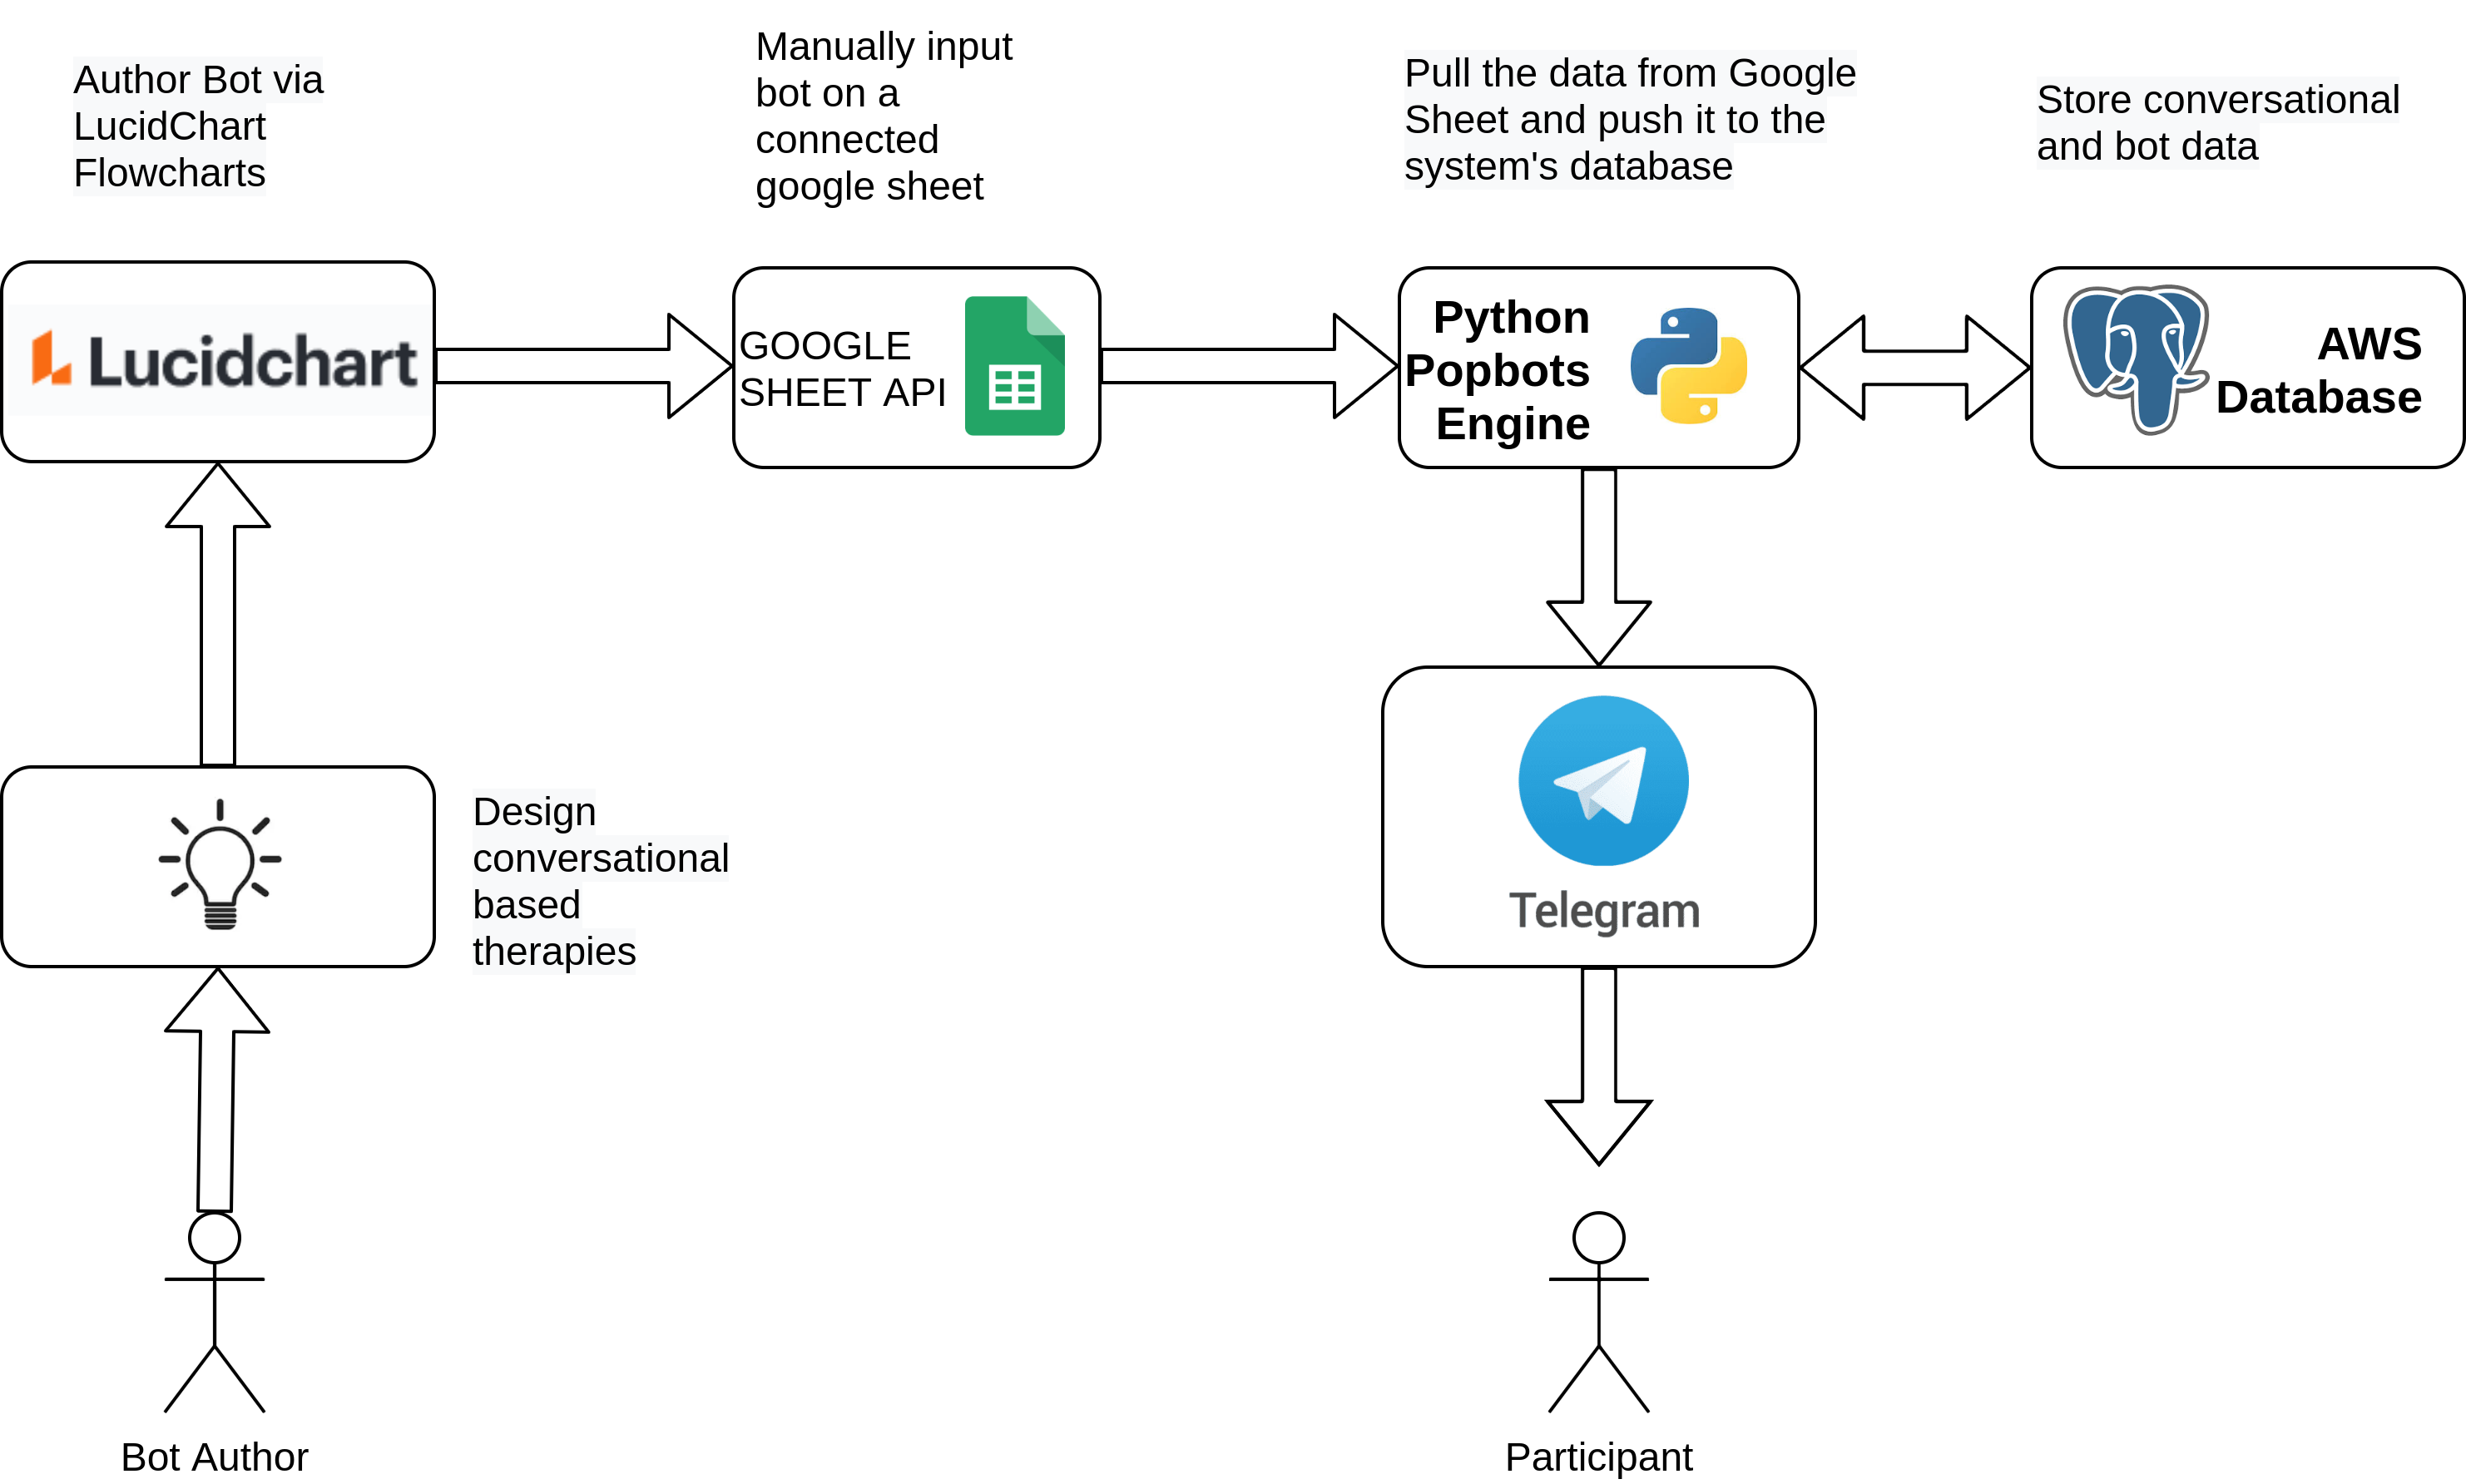 Author Bot via
LucidChart
Flowcharts
Manually input
bot on a
connected
google sheet
Pull the data from Google
Sheet and push it to the
system's database
Store conversational
and bot data
Lucidchart
GOOGLE
SHEET API
Python
Popbots
Engine
AWS
Database
Design
conversational
based
therapies
Telegram
Bot Author
Participant